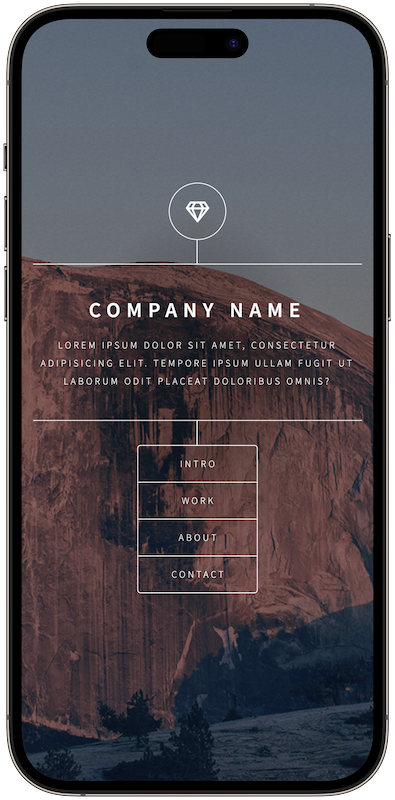 COMPANY NAME
LOREM IPSUM DOLOR SIT AMET, CONSECTETUR
ADIPISICING ELIT. TEMPORE IPSUM ULLAM FUGIT UT
LABORUM ODIT PLACEAT DOLORIBUS OMNIS?
INTRO
WORK
ABOUT
CONTACT